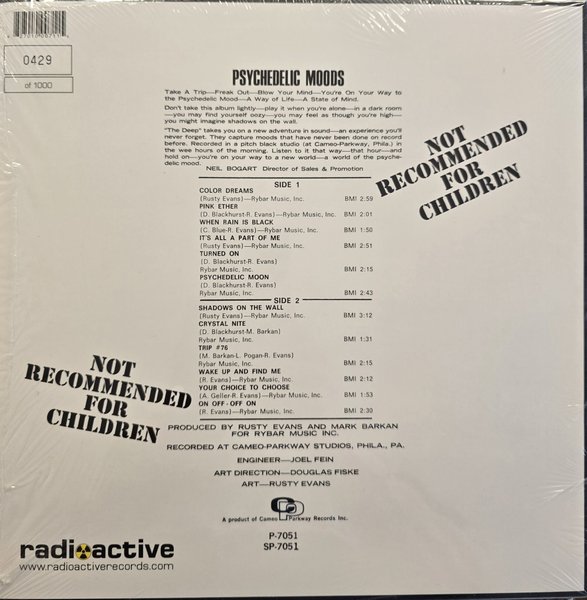 0429
of 1000
PSYCHEDELIC MOODS
Take A Trip—Freak Out—Blow Your Mind—You're On Your Way to
the Psychedelic Mood—A Way of Life—A State of Mind.
Don't take this album lightly—play it when you're alone—in a dark room
—you may find yourself oozy—you may feel as though you're high—
you might imagine shadows on the wall.
"The Deep" takes you on a new adventure in sound—an experience you'll
never forget. They capture moods that have never been done on record
before. Recorded in a pitch black studio (at Cameo-Parkway, Phila.) in
the wee hours of the morning. Listen to it that way—that hour—and
hold on—you're on your way to a new world—a world of the psyche-
delic mood.
NEIL BOGART Director of Sales & Promotion
NOT
RECOMMENDED
FOR
CHILDREN
SIDE 1
COLOR DREAMS
(Rusty Evans)—Rybar Music, Inc. BMI 2:59
PINK ETHER
(D. Blackhurst-R. Evans)—Rybar Music, Inc. BMI 2:01
WHEN RAIN IS BLACK
(C. Blue-R. Evans)—Rybar Music, Inc. BMI 1:50
IT'S ALL A PART OF ME
(Rusty Evans)—Rybar Music, Inc. BMI 2:51
TURNED ON
(D. Blackhurst-R. Evans)
Rybar Music, Inc. BMI 2:15
PSYCHEDELIC MOON
(D. Blackhurst-R. Evans)
Rybar Music, Inc. BMI 2:43
SIDE 2
SHADOWS ON THE WALL
(Rusty Evans)—Rybar Music, Inc. BMI 3:12
CRYSTAL NITE
(D. Blackhurst-M. Barkan)
Rybar Music, Inc. BMI 1:31
TRIP #76
(M. Barkan-L. Pogan-R. Evans)
Rybar Music, Inc. BMI 2:15
WAKE UP AND FIND ME
(R. Evans)—Rybar Music, Inc. BMI 2:12
YOUR CHOICE TO CHOOSE
(A. Geller-R. Evans)—Rybar Music, Inc. BMI 1:53
ON OFF-OFF ON
(R. Evans)—Rybar Music, Inc. BMI 2:30
NOT
RECOMMENDED
FOR
CHILDREN
PRODUCED BY RUSTY EVANS AND MARK BARKAN
FOR RYBAR MUSIC INC.
RECORDED AT CAMEO-PARKWAY STUDIOS, PHILA., PA.
ENGINEER—JOEL FEIN
ART DIRECTION—DOUGLAS FISKE
ART—RUSTY EVANS
A product of Cameo Parkway Records Inc.
P-7051
SP-7051
radioactive
www.radioactiverecords.com